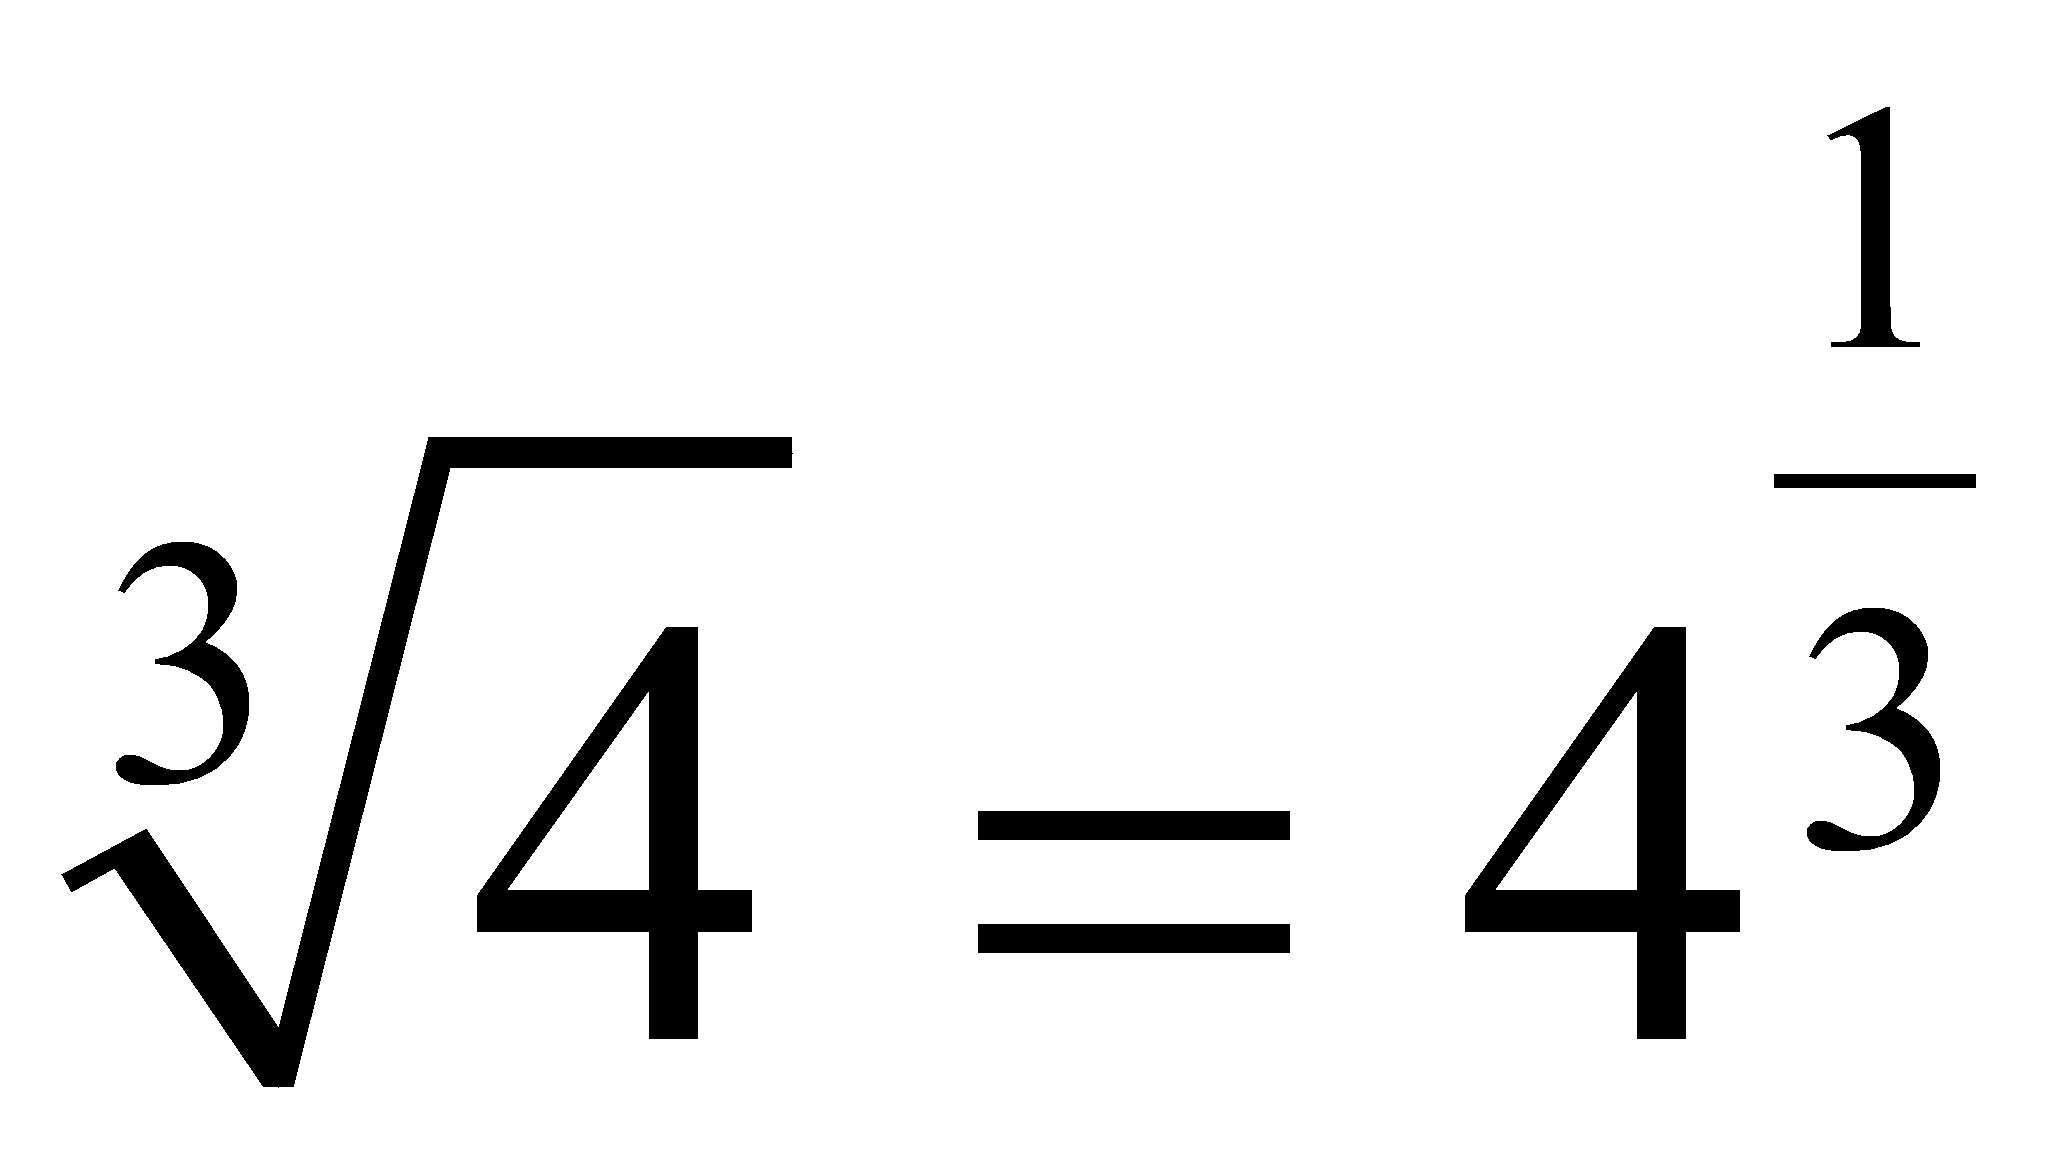 ∛4 = 4^(1/3)